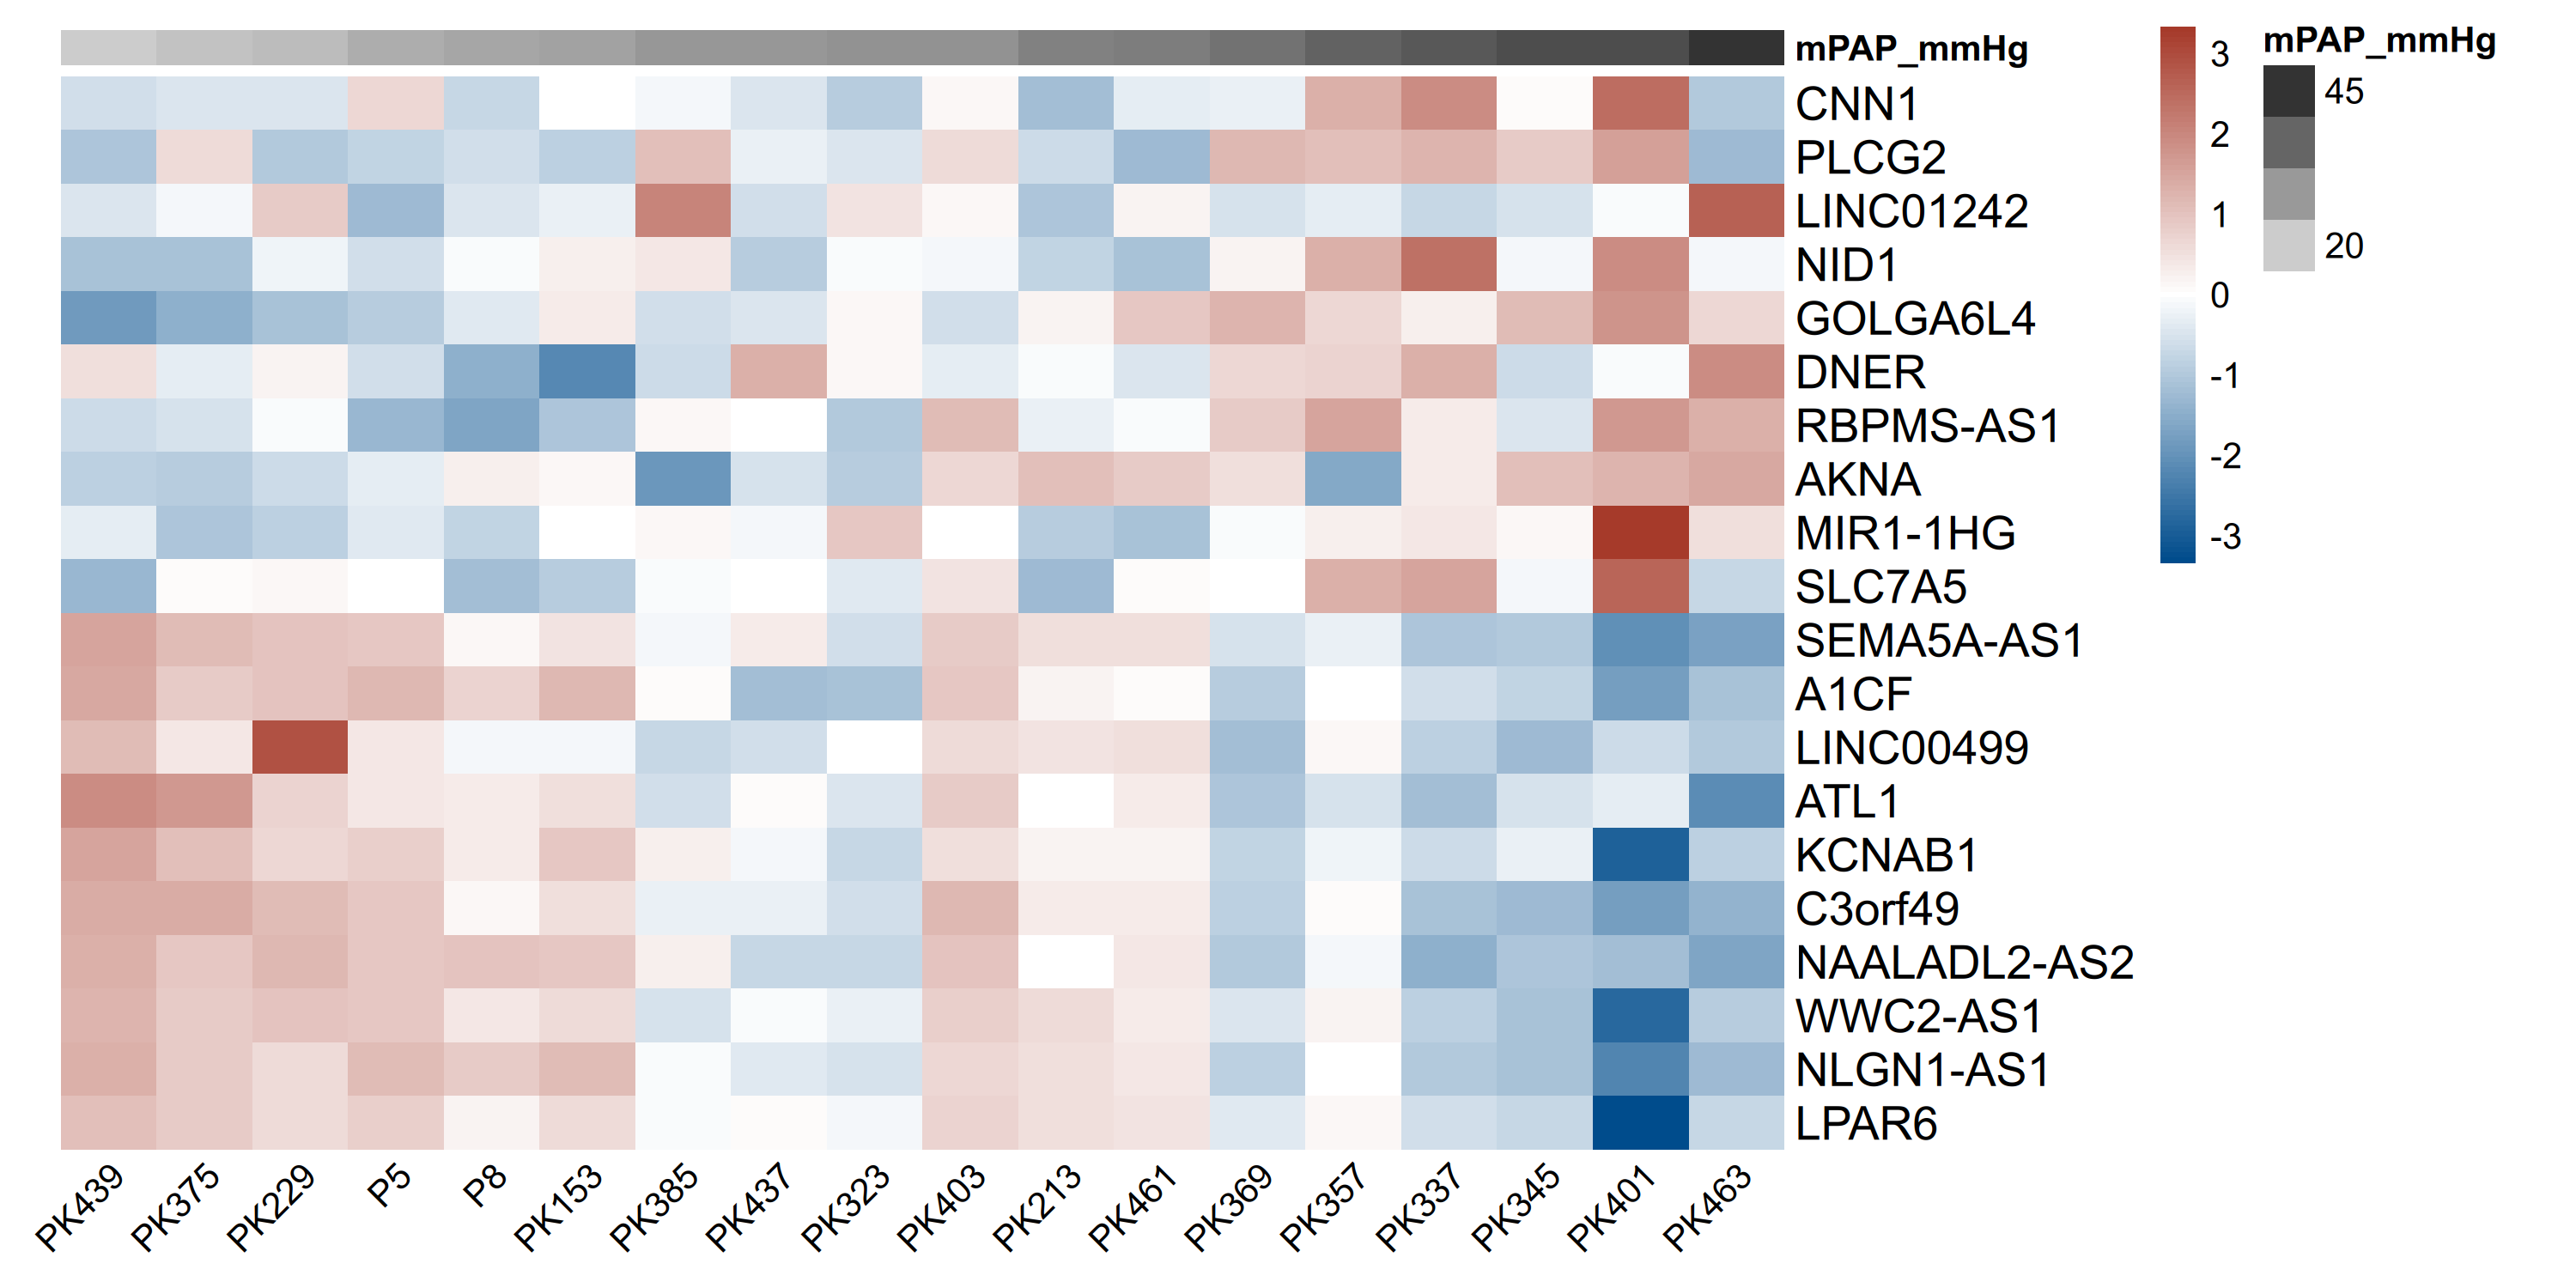 mPAP_mmHg
CNN1
PLCG2
LINC01242
NID1
GOLGA6L4
DNER
RBPMS-AS1
AKNA
MIR1-1HG
SLC7A5
SEMA5A-AS1
A1CF
LINC00499
ATL1
KCNAB1
C3orf49
NAALADL2-AS2
WWC2-AS1
NLGN1-AS1
LPAR6
PK439 PK375 PK229 P5 P8 PK153 PK385 PK437 PK323 PK403 PK213 PK461 PK369 PK357 PK337 PK345 PK401 PK463
3
2
1
0
-1
-2
-3
mPAP_mmHg
45
20